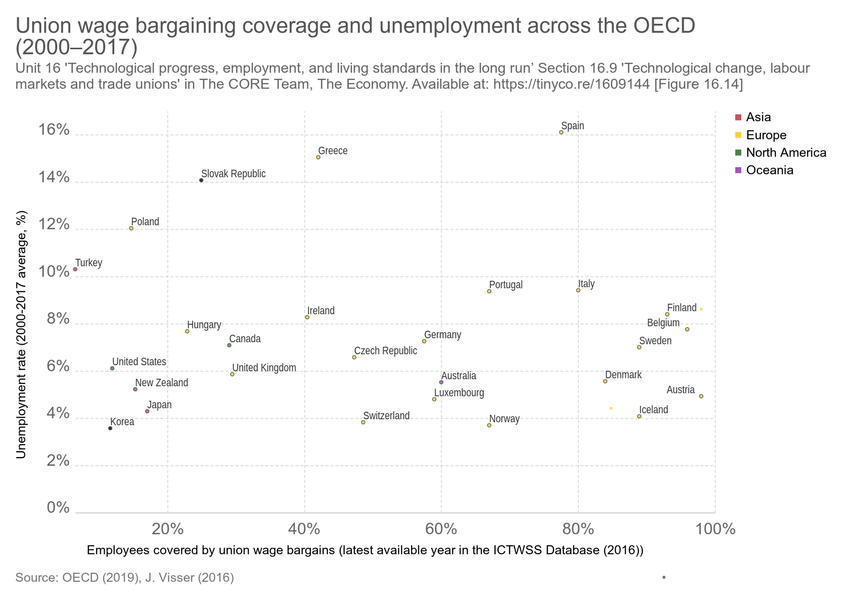 Union wage bargaining coverage and unemployment across the OECD
(2000–2017)
Unit 16 'Technological progress, employment, and living standards in the long run’ Section 16.9 'Technological change, labour
markets and trade unions' in The CORE Team, The Economy. Available at: https://tinyco.re/1609144 [Figure 16.14]
Asia
Europe
North America
Oceania
Unemployment rate (2000-2017 average, %)
16%
14%
12%
10%
8%
6%
4%
2%
0%
Spain
Greece
Slovak Republic
Poland
Turkey
Portugal
Italy
Ireland
Finland
Hungary
Belgium
Canada
Germany
Sweden
Czech Republic
United States
United Kingdom
New Zealand
Australia
Denmark
Luxembourg
Austria
Japan
Korea
Switzerland
Norway
Iceland
20%
40%
60%
80%
100%
Employees covered by union wage bargains (latest available year in the ICTWSS Database (2016))
Source: OECD (2019), J. Visser (2016)